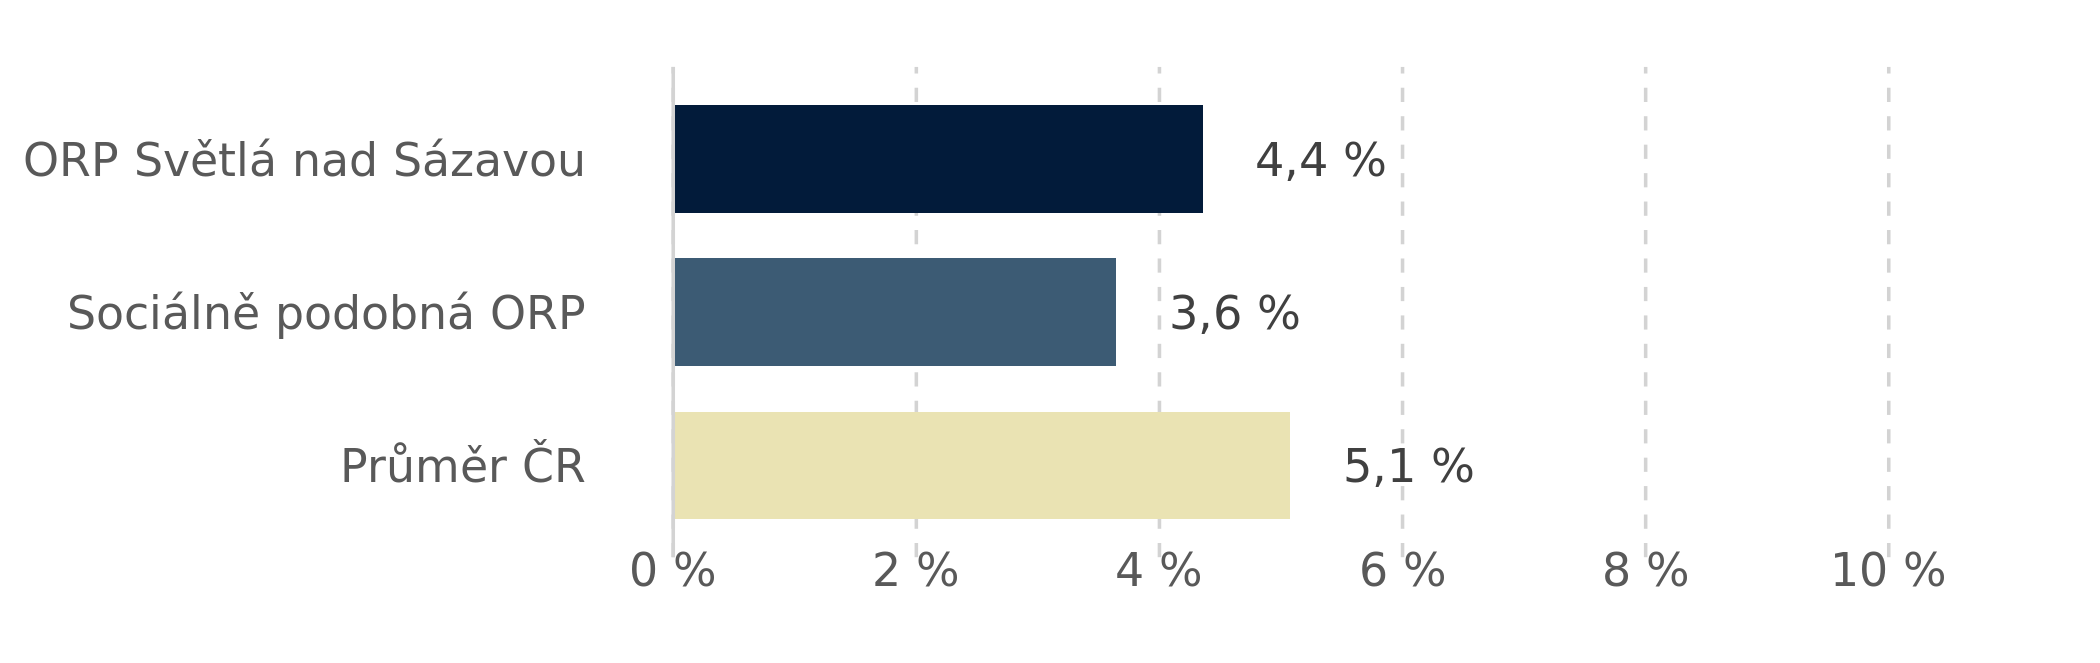 ORP Světlá nad Sázavou 4,4 %
Sociálně podobná ORP 3,6 %
Průměr ČR 5,1 %
0 % 2 % 4 % 6 % 8 % 10 %